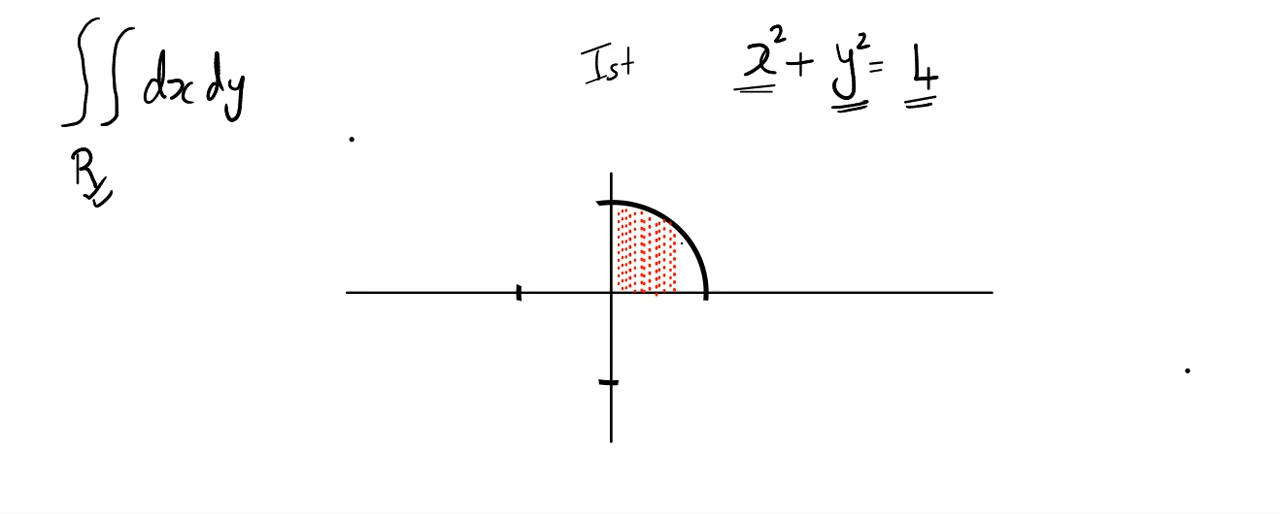 ∬ dx dy Ist x² + y² = 4
R